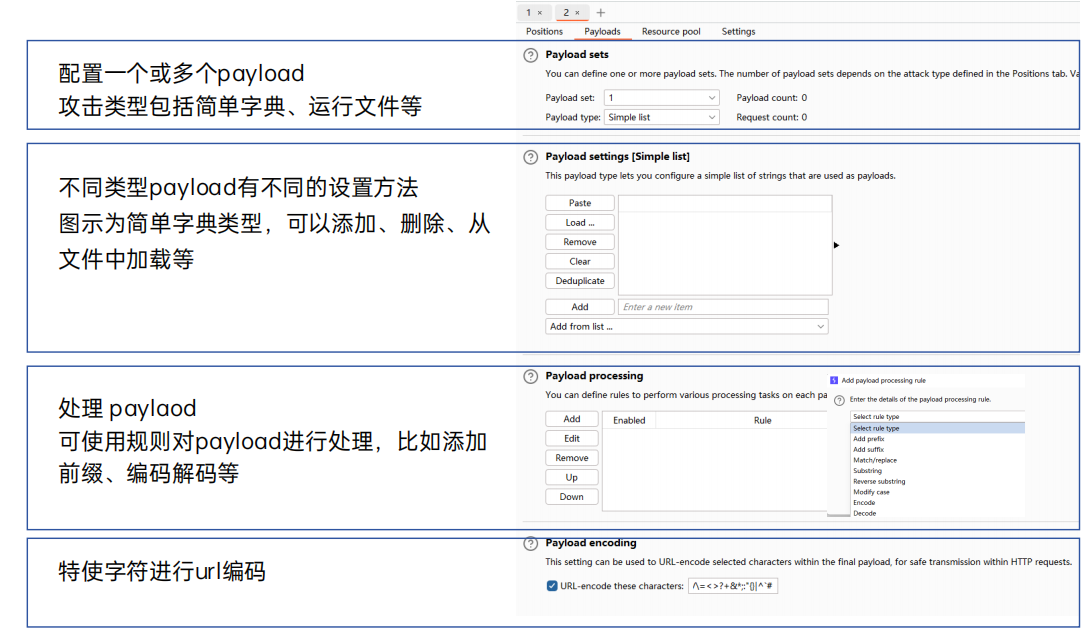 1 ×
2 ×
+
Positions
Payloads
Resource pool
Settings
配置一个或多个payload
攻击类型包括简单字典、运行文件等
? Payload sets
You can define one or more payload sets. The number of payload sets depends on the attack type defined in the Positions tab. Va
Payload set: 1
Payload count: 0
Payload type: Simple list
Request count: 0
不同类型payload有不同的设置方法
图示为简单字典类型，可以添加、删除、从
文件中加载等
? Payload settings [Simple list]
This payload type lets you configure a simple list of strings that are used as payloads.
Paste
Load ...
Remove
Clear
Deduplicate
Add
Enter a new item
Add from list ...
处理 paylaod
可使用规则对payload进行处理，比如添加
前缀、编码解码等
? Payload processing
You can define rules to perform various processing tasks on each pa
Add
Edit
Remove
Up
Down
Enabled
Rule
Add payload processing rule
? Enter the details of the payload processing rule.
Select rule type
Select rule type
Add prefix
Add suffix
Match/replace
Substring
Reverse substring
Modify case
Encode
Decode
特使字符进行url编码
? Payload encoding
This setting can be used to URL-encode selected characters within the final payload, for safe transmission within HTTP requests.
URL-encode these characters: /\=<>?+&*;:"{}|^`#